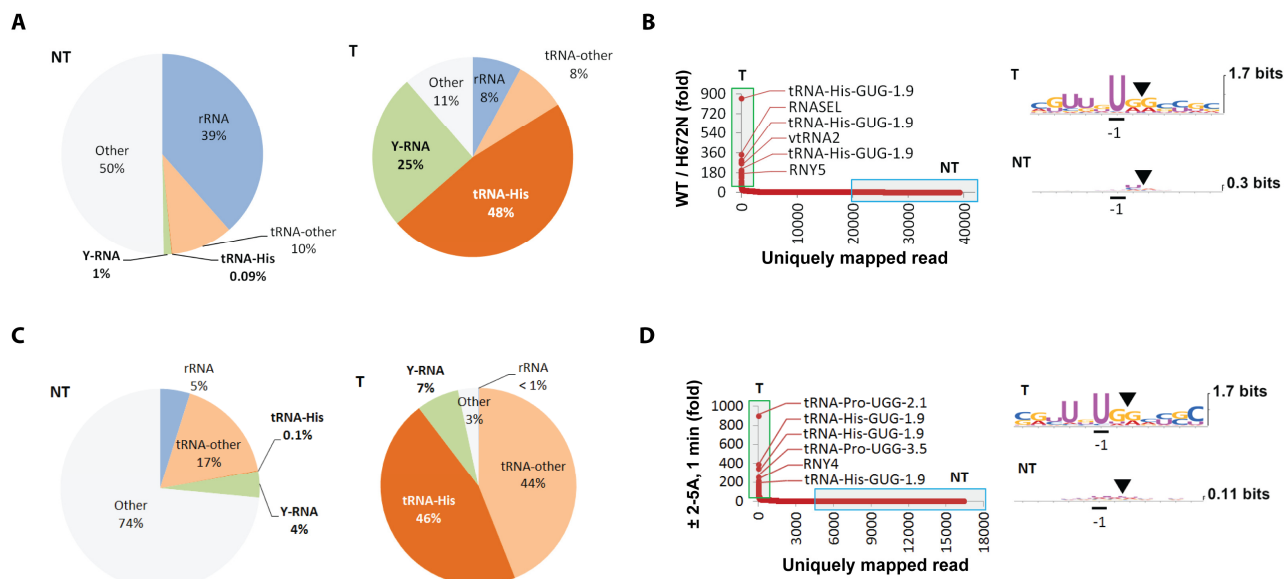 A
NT
rRNA
39%
Other
50%
tRNA-other
10%
Y-RNA
1%
tRNA-His
0.09%
T
Other
11%
rRNA
8%
tRNA-other
8%
Y-RNA
25%
tRNA-His
48%
B
WT / H672N (fold)
T
900
720
540
360
180
0
tRNA-His-GUG-1.9
RNASEL
tRNA-His-GUG-1.9
vtRNA2
tRNA-His-GUG-1.9
RNY5
NT
0
10000
20000
30000
40000
Uniquely mapped read
T
1.7 bits
-1
NT
0.3 bits
-1
C
NT
rRNA
5%
tRNA-His
0.1%
tRNA-other
17%
Other
74%
Y-RNA
4%
T
Y-RNA
7%
rRNA
< 1%
Other
3%
tRNA-other
44%
tRNA-His
46%
D
± 2-5A, 1 min (fold)
T
1000
800
600
400
200
0
tRNA-Pro-UGG-2.1
tRNA-His-GUG-1.9
tRNA-His-GUG-1.9
tRNA-Pro-UGG-3.5
RNY4
tRNA-His-GUG-1.9
NT
0
3000
6000
9000
12000
15000
18000
Uniquely mapped read
T
1.7 bits
-1
NT
0.11 bits
-1